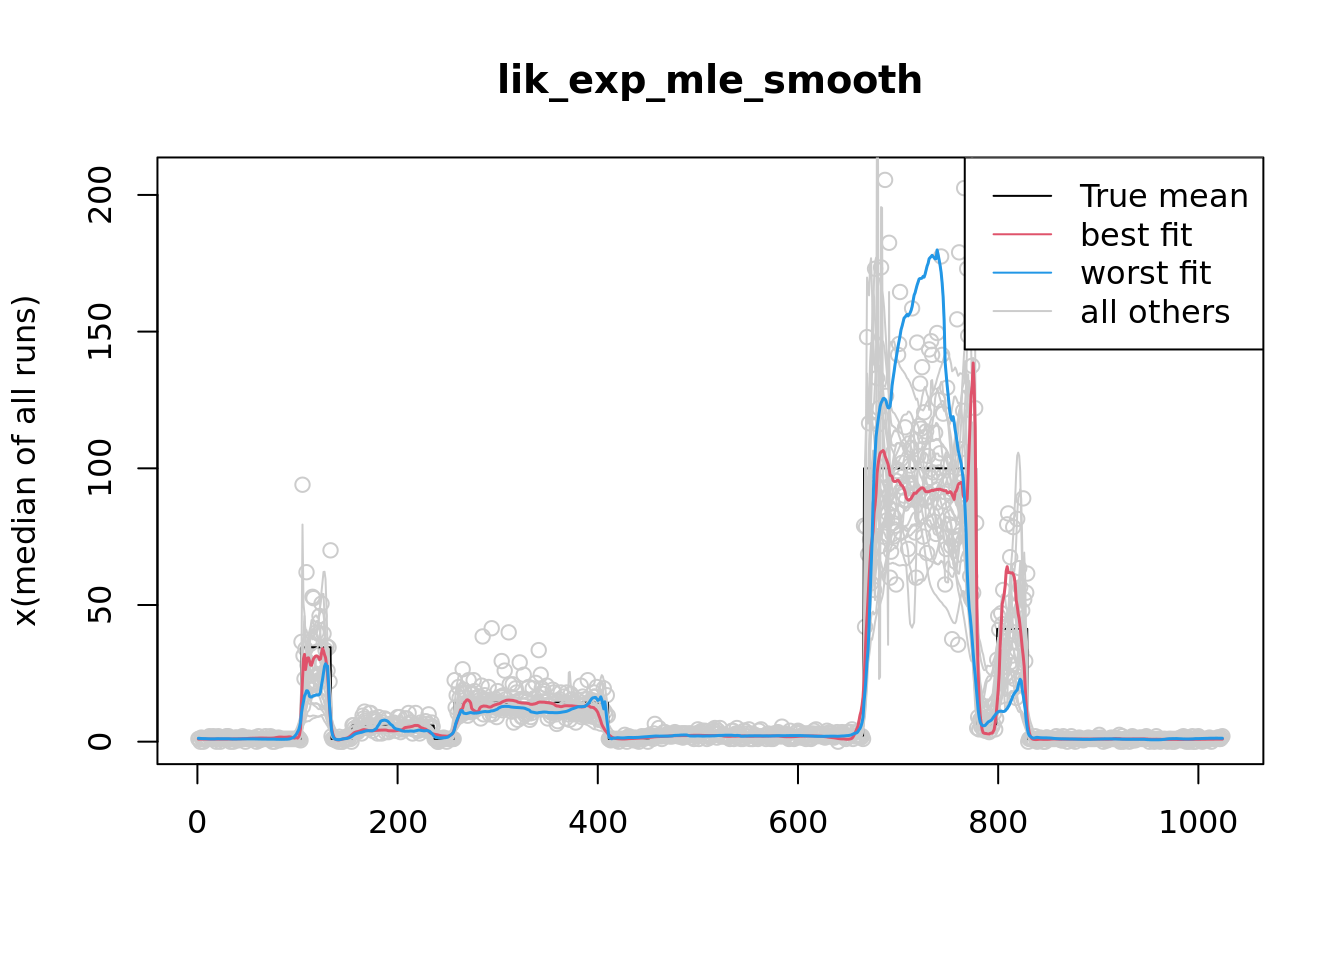 lik_exp_mle_smooth
x(median of all runs)
200
150
100
50
0
True mean
best fit
worst fit
all others
0 200 400 600 800 1000